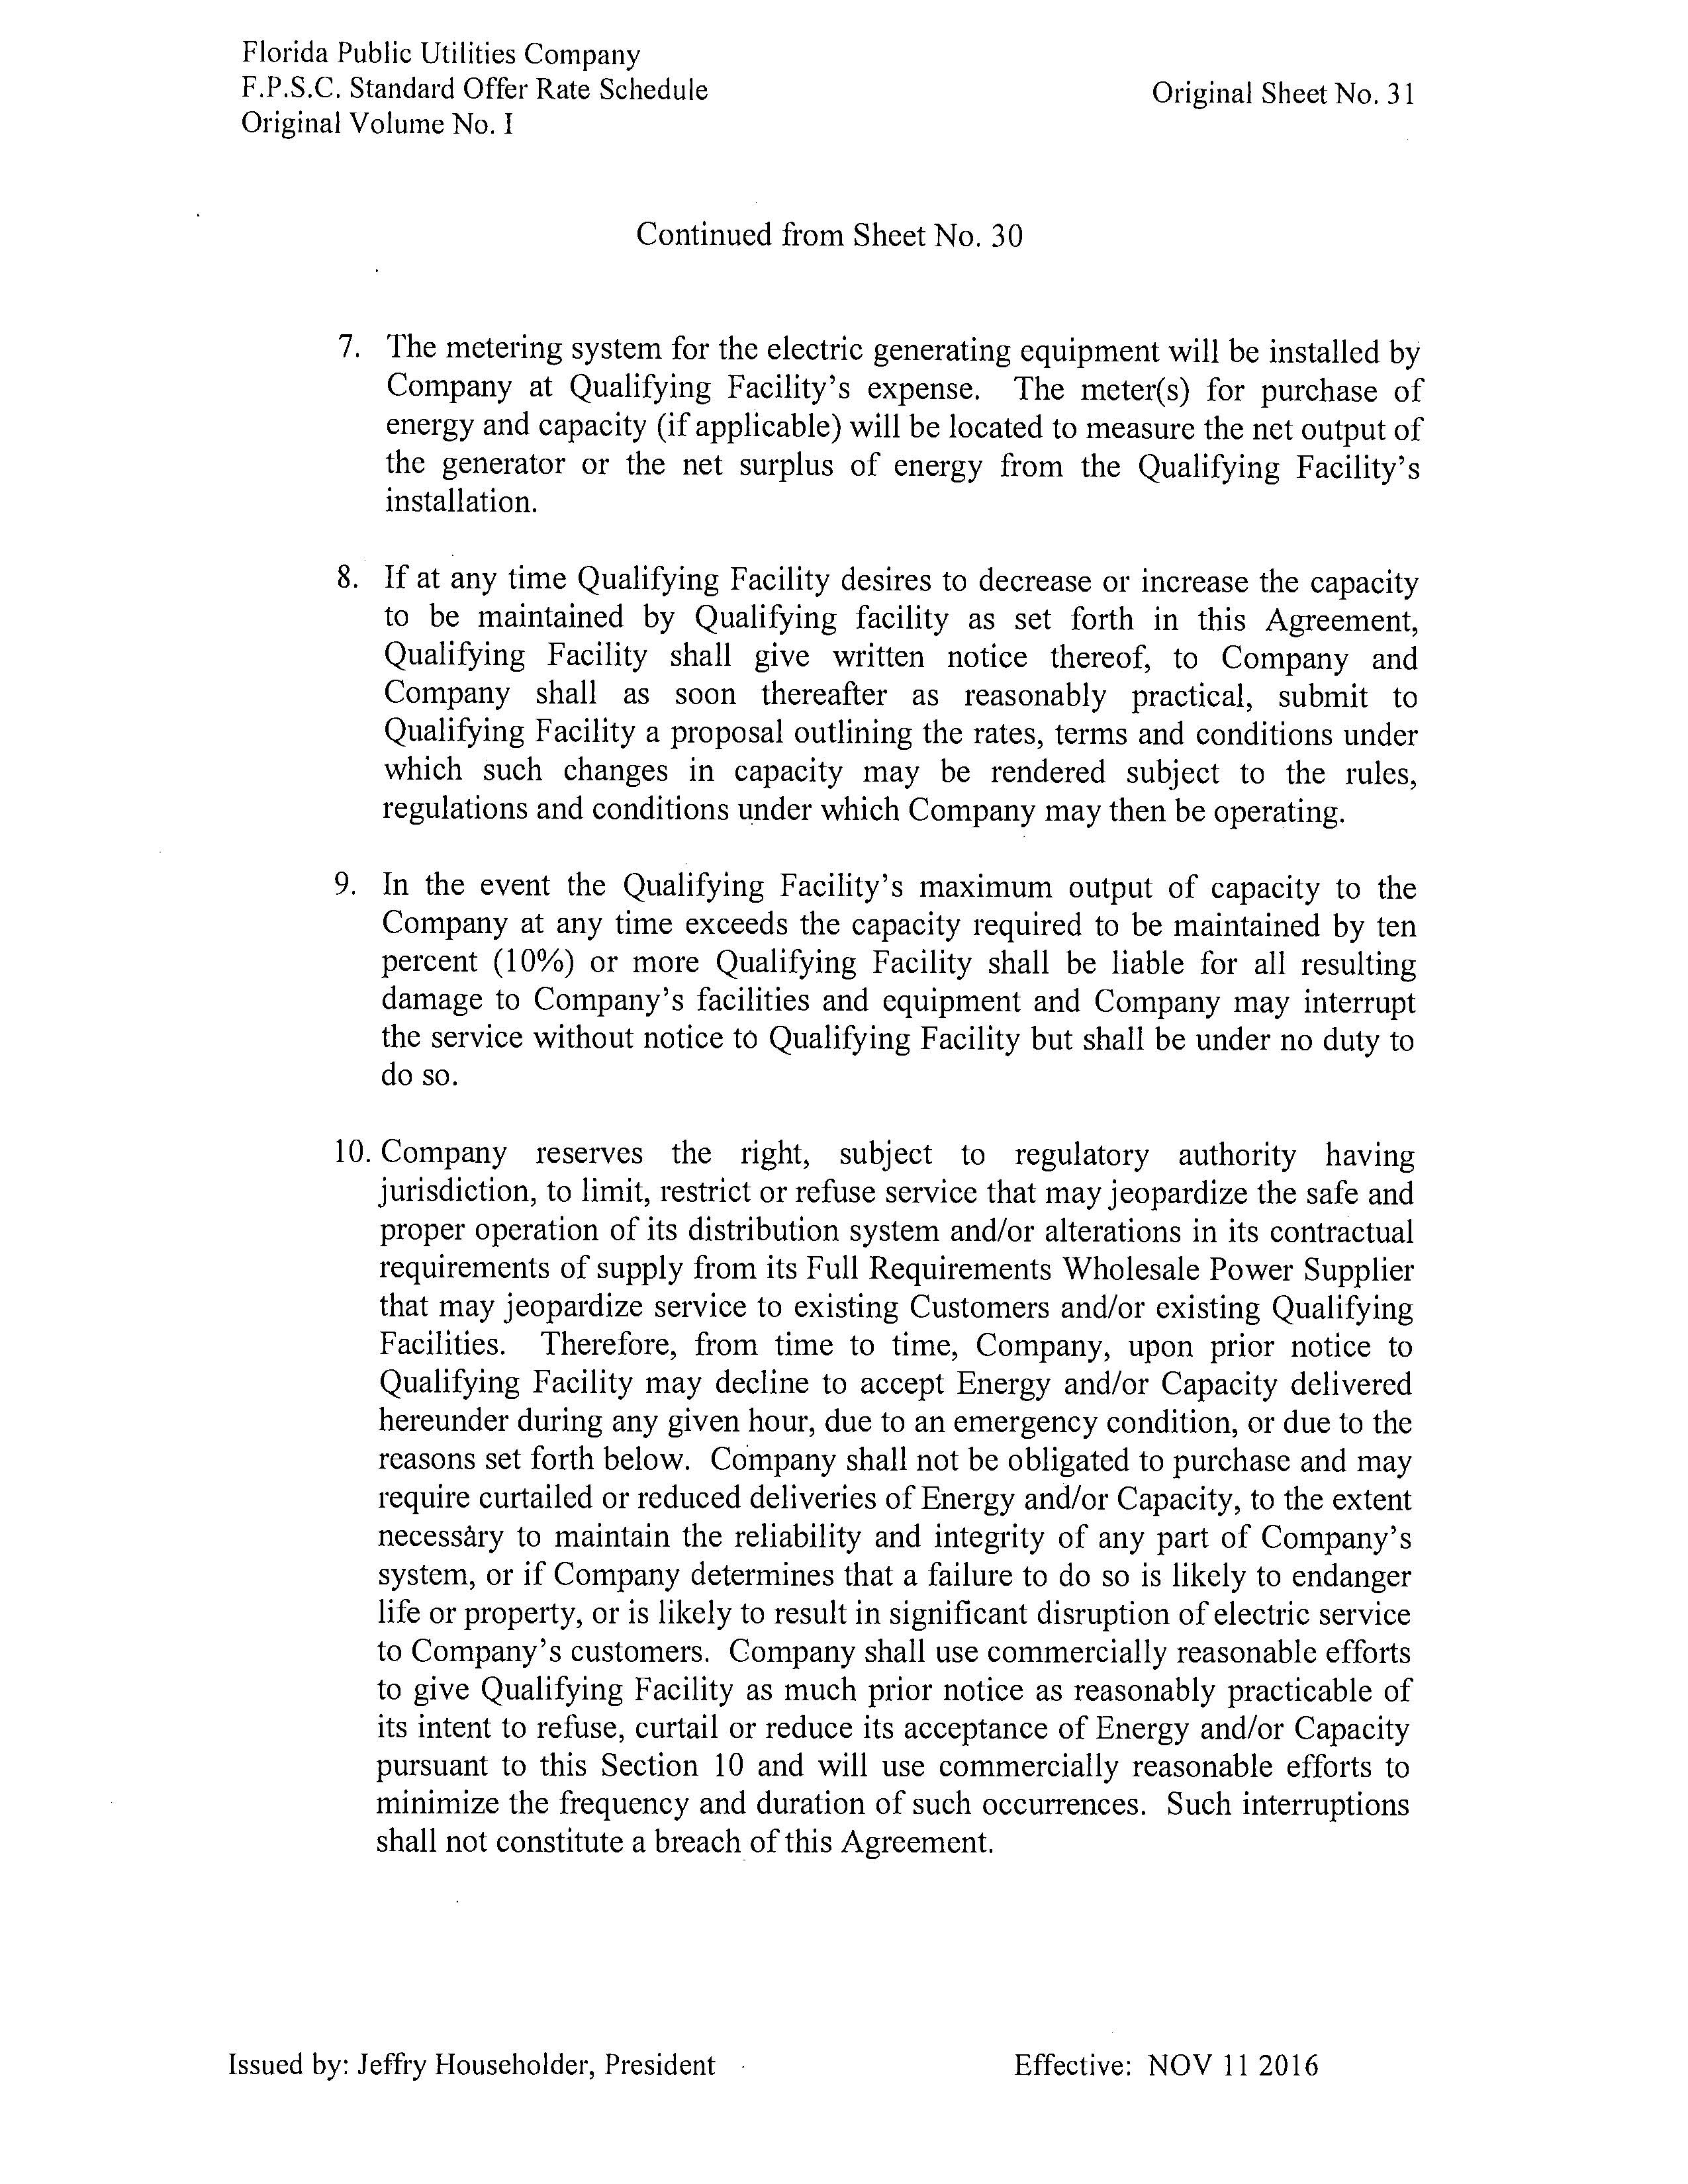 Florida Public Utilities Company
F.P.S.C. Standard Offer Rate Schedule
Original Sheet No. 31
Original Volume No. I
Continued from Sheet No. 30
7. The metering system for the electric generating equipment will be installed by
Company at Qualifying Facility's expense. The meter(s) for purchase of
energy and capacity (if applicable) will be located to measure the net output of
the generator or the net surplus of energy from the Qualifying Facility's
installation.
8. If at any time Qualifying Facility desires to decrease or increase the capacity
to be maintained by Qualifying facility as set forth in this Agreement,
Qualifying Facility shall give written notice thereof, to Company and
Company shall as soon thereafter as reasonably practical, submit to
Qualifying Facility a proposal outlining the rates, terms and conditions under
which such changes in capacity may be rendered subject to the rules,
regulations and conditions under which Company may then be operating.
9. In the event the Qualifying Facility's maximum output of capacity to the
Company at any time exceeds the capacity required to be maintained by ten
percent (10%) or more Qualifying Facility shall be liable for all resulting
damage to Company's facilities and equipment and Company may interrupt
the service without notice to Qualifying Facility but shall be under no duty to
do so.
10. Company reserves the right, subject to regulatory authority having
jurisdiction, to limit, restrict or refuse service that may jeopardize the safe and
proper operation of its distribution system and/or alterations in its contractual
requirements of supply from its Full Requirements Wholesale Power Supplier
that may jeopardize service to existing Customers and/or existing Qualifying
Facilities. Therefore, from time to time, Company, upon prior notice to
Qualifying Facility may decline to accept Energy and/or Capacity delivered
hereunder during any given hour, due to an emergency condition, or due to the
reasons set forth below. Company shall not be obligated to purchase and may
require curtailed or reduced deliveries of Energy and/or Capacity, to the extent
necessary to maintain the reliability and integrity of any part of Company's
system, or if Company determines that a failure to do so is likely to endanger
life or property, or is likely to result in significant disruption of electric service
to Company's customers. Company shall use commercially reasonable efforts
to give Qualifying Facility as much prior notice as reasonably practicable of
its intent to refuse, curtail or reduce its acceptance of Energy and/or Capacity
pursuant to this Section 10 and will use commercially reasonable efforts to
minimize the frequency and duration of such occurrences. Such interruptions
shall not constitute a breach of this Agreement.
Issued by: Jeffry Householder, President
Effective: NOV 11 2016